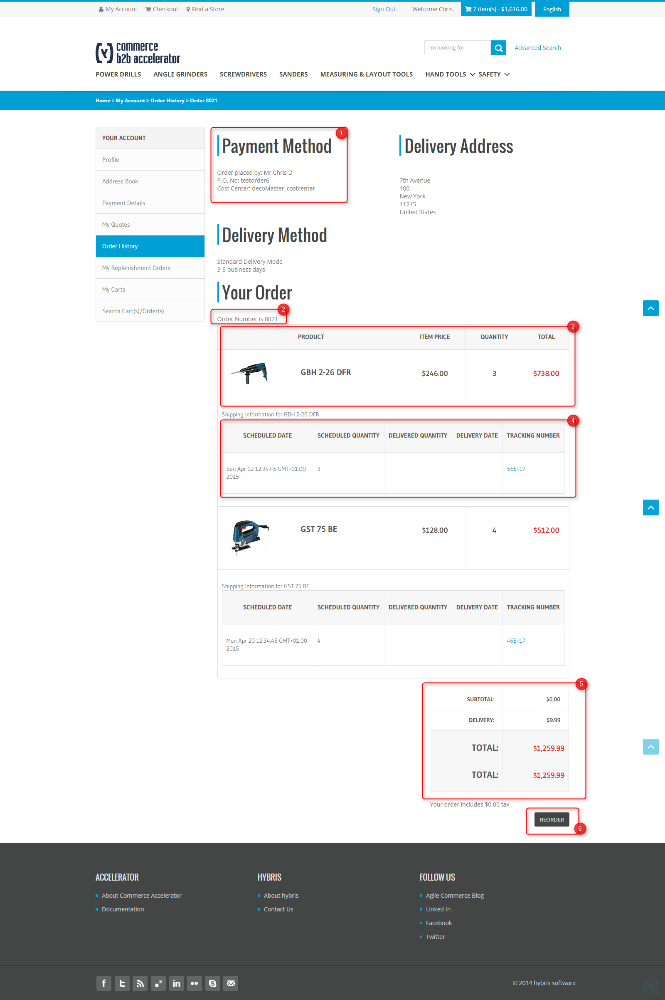 My Account Checkout Find a Store Sign Out Welcome Chris 7 item(s) - $1,616.00 English
commerce
b2b accelerator
I'm looking for Advanced Search
POWER DRILLS ANGLE GRINDERS SCREWDRIVERS SANDERS MEASURING & LAYOUT TOOLS HAND TOOLS SAFETY
Home > My Account > Order History > Order 8021
YOUR ACCOUNT
Profile
Address Book
Payment Details
My Quotes
Order History
My Replenishment Orders
My Carts
Search Cart(s)/Order(s)
1
Payment Method
Order placed by: Mr Chris D
P.O. No: testorder6
Cost Center: decoMaster_costcenter
Delivery Address
7th Avenue
100
New York
11215
United States
Delivery Method
Standard Delivery Mode
3-5 business days
Your Order
2
Order Number is 8021
3
PRODUCT ITEM PRICE QUANTITY TOTAL
GBH 2-26 DFR $246.00 3 $738.00
Shipping Information for GBH 2-26 DFR
4
SCHEDULED DATE SCHEDULED QUANTITY DELIVERED QUANTITY DELIVERY DATE TRACKING NUMBER
Sun Apr 12 12:34:45 GMT+01:00 3 56E+17
2015
GST 75 BE $128.00 4 $512.00
Shipping Information for GST 75 BE
SCHEDULED DATE SCHEDULED QUANTITY DELIVERED QUANTITY DELIVERY DATE TRACKING NUMBER
Mon Apr 20 12:34:45 GMT+01:00 4 46E+17
2015
5
SUBTOTAL: $0.00
DELIVERY: $9.99
TOTAL: $1,259.99
TOTAL: $1,259.99
Your order includes $0.00 tax
REORDER
6
ACCELERATOR
About Commerce Accelerator
Documentation
HYBRIS
About hybris
Contact Us
FOLLOW US
Agile Commerce Blog
Linked In
Facebook
Twitter
© 2014 hybris software